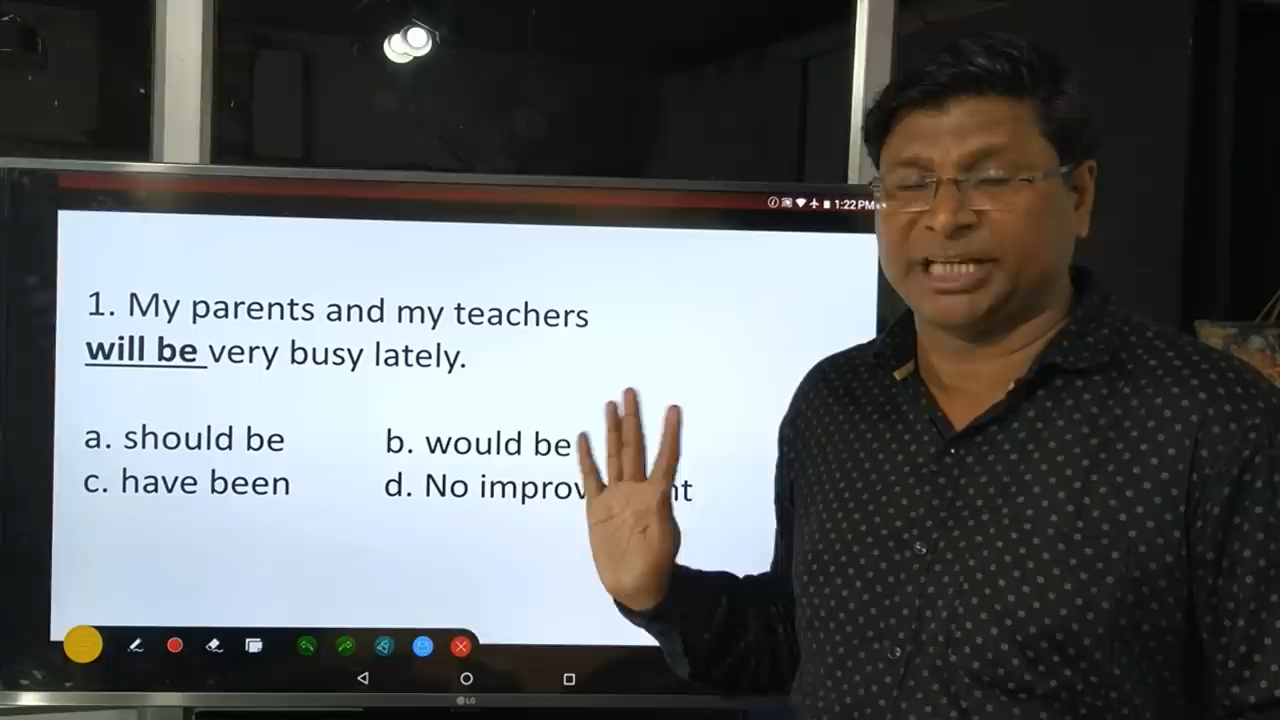 1:22 PM
1. My parents and my teachers
will be very busy lately.
a. should be b. would be
c. have been d. No
LG